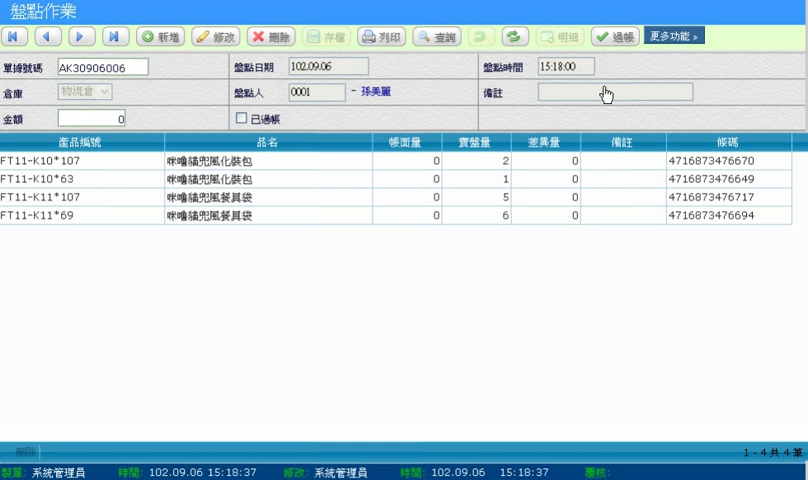 盤點作業
新增 修改 刪除 存檔 列印 查詢 明細 過帳 更多功能 »
單據號碼 AK30906006 盤點日期 102.09.06 盤點時間 15:18:00
倉庫 物流倉 盤點人 0001 - 孫美麗 備註
金額 0 已過帳
產品編號 品名 帳面量 實盤量 差異量 備註 條碼
FT11-K10*107 咪嚕貓兜風化裝包 0 2 0 4716873476670
FT11-K10*63 咪嚕貓兜風化裝包 0 1 0 4716873476649
FT11-K11*107 咪嚕貓兜風餐具袋 0 5 0 4716873476717
FT11-K11*69 咪嚕貓兜風餐具袋 0 6 0 4716873476694
刪除 1 - 4 共 4 筆
製單: 系統管理員 時間: 102.09.06 15:18:37 修改: 系統管理員 時間: 102.09.06 15:18:37 覆核: